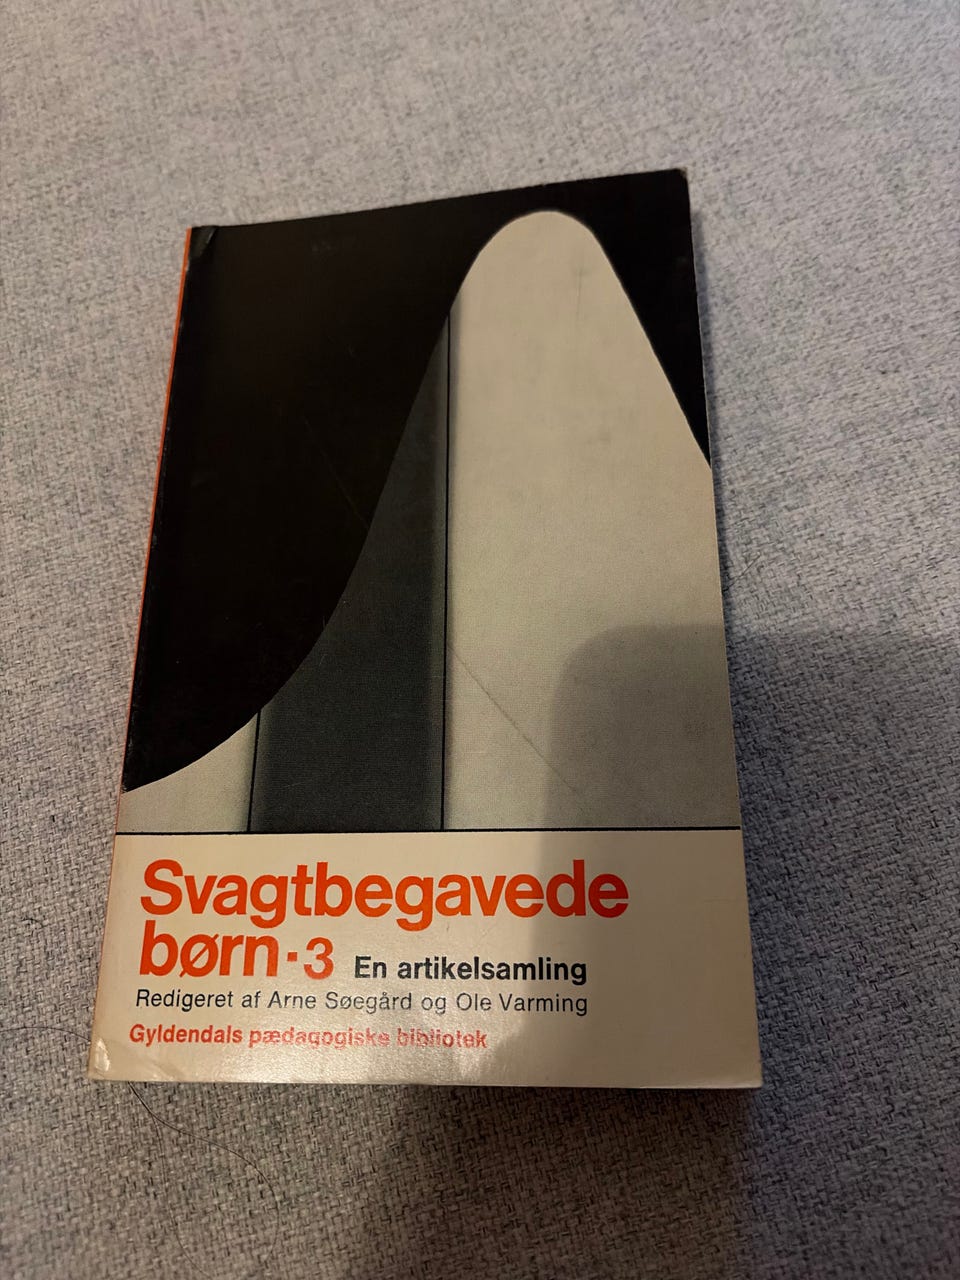 Svagtbegavede
børn·3 En artikelsamling
Redigeret af Arne Søegård og Ole Varming
Gyldendals pædagogiske bibliotek